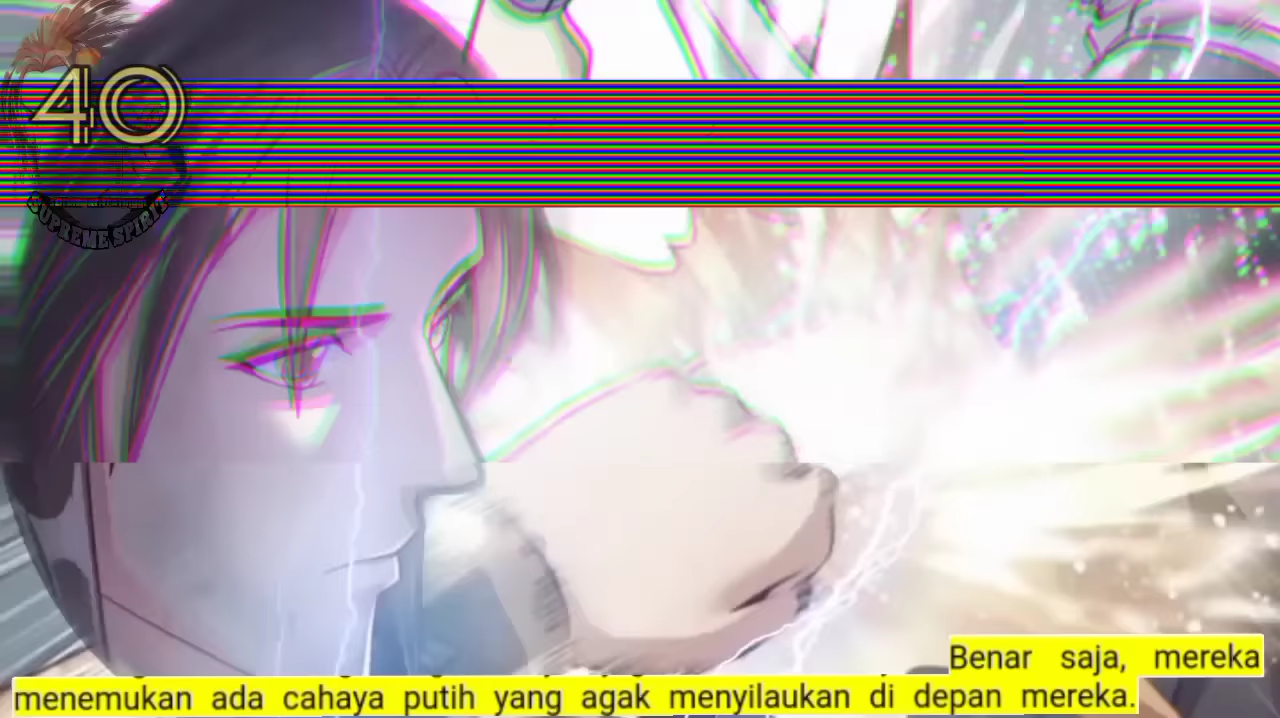 40
SUPREME SPIRIT
Benar saja, mereka
menemukan ada cahaya putih yang agak menyilaukan di depan mereka.